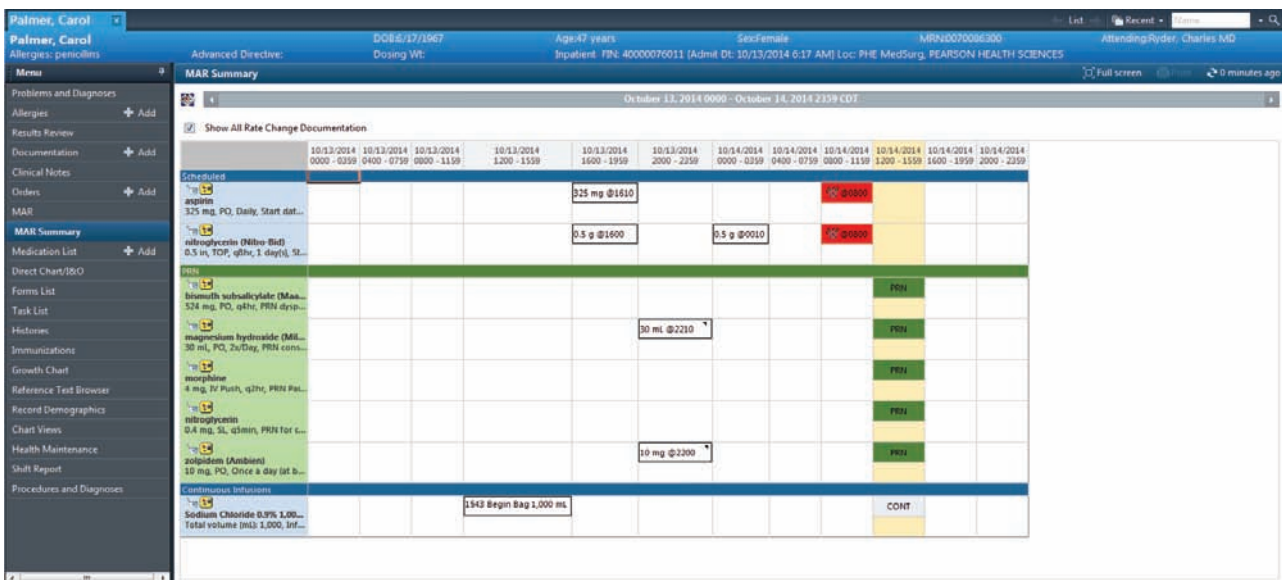 Palmer, Carol
List
Recent
Name
Palmer, Carol
DOB:6/17/1967
Age:47 years
Sex:Female
MRN:0070006300
Attending:Ryder, Charles MD
Allergies: penicillins
Advanced Directive:
Dosing Wt:
Inpatient FIN: 40000076011 [Admit Dt: 10/13/2014 6:17 AM] Loc: PHE MedSurg, PEARSON HEALTH SCIENCES
Menu
MAR Summary
Full screen
Print
0 minutes ago
Problems and Diagnoses
Allergies
Add
Results Review
Documentation
Add
Clinical Notes
Orders
Add
MAR
MAR Summary
Medication List
Add
Direct Chart/I&O
Forms List
Task List
Histories
Immunizations
Growth Chart
Reference Text Browser
Record Demographics
Chart Views
Health Maintenance
Shift Report
Procedures and Diagnoses
October 13, 2014 0000 - October 14, 2014 2359 CDT
Show All Rate Change Documentation
10/13/2014 10/13/2014 10/13/2014 10/13/2014 10/13/2014 10/13/2014 10/14/2014 10/14/2014 10/14/2014 10/14/2014 10/14/2014 10/14/2014
0000 - 0359 0400 - 0759 0800 - 1159 1200 - 1559 1600 - 1959 2000 - 2359 0000 - 0359 0400 - 0759 0800 - 1159 1200 - 1559 1600 - 1959 2000 - 2359
Scheduled
aspirin
325 mg, PO, Daily, Start dat...
325 mg @1610
@0800
nitroglycerin (Nitro-Bid)
0.5 in, TOP, q8hr, 1 day(s), St...
0.5 g @1600
0.5 g @0010
@0800
PRN
bismuth subsalicylate (Maa...
524 mg, PO, q4hr, PRN dysp...
PRN
magnesium hydroxide (Mil...
30 mL, PO, 2x/Day, PRN cons...
30 mL @2210
PRN
morphine
4 mg, IV Push, q2hr, PRN Pai...
PRN
nitroglycerin
0.4 mg, SL, q5min, PRN for c...
PRN
zolpidem (Ambien)
10 mg, PO, Once a day (at b...
10 mg @2200
PRN
Continuous Infusions
Sodium Chloride 0.9% 1,00...
Total volume (mL): 1,000, Inf...
1543 Begin Bag 1,000 mL
CONT